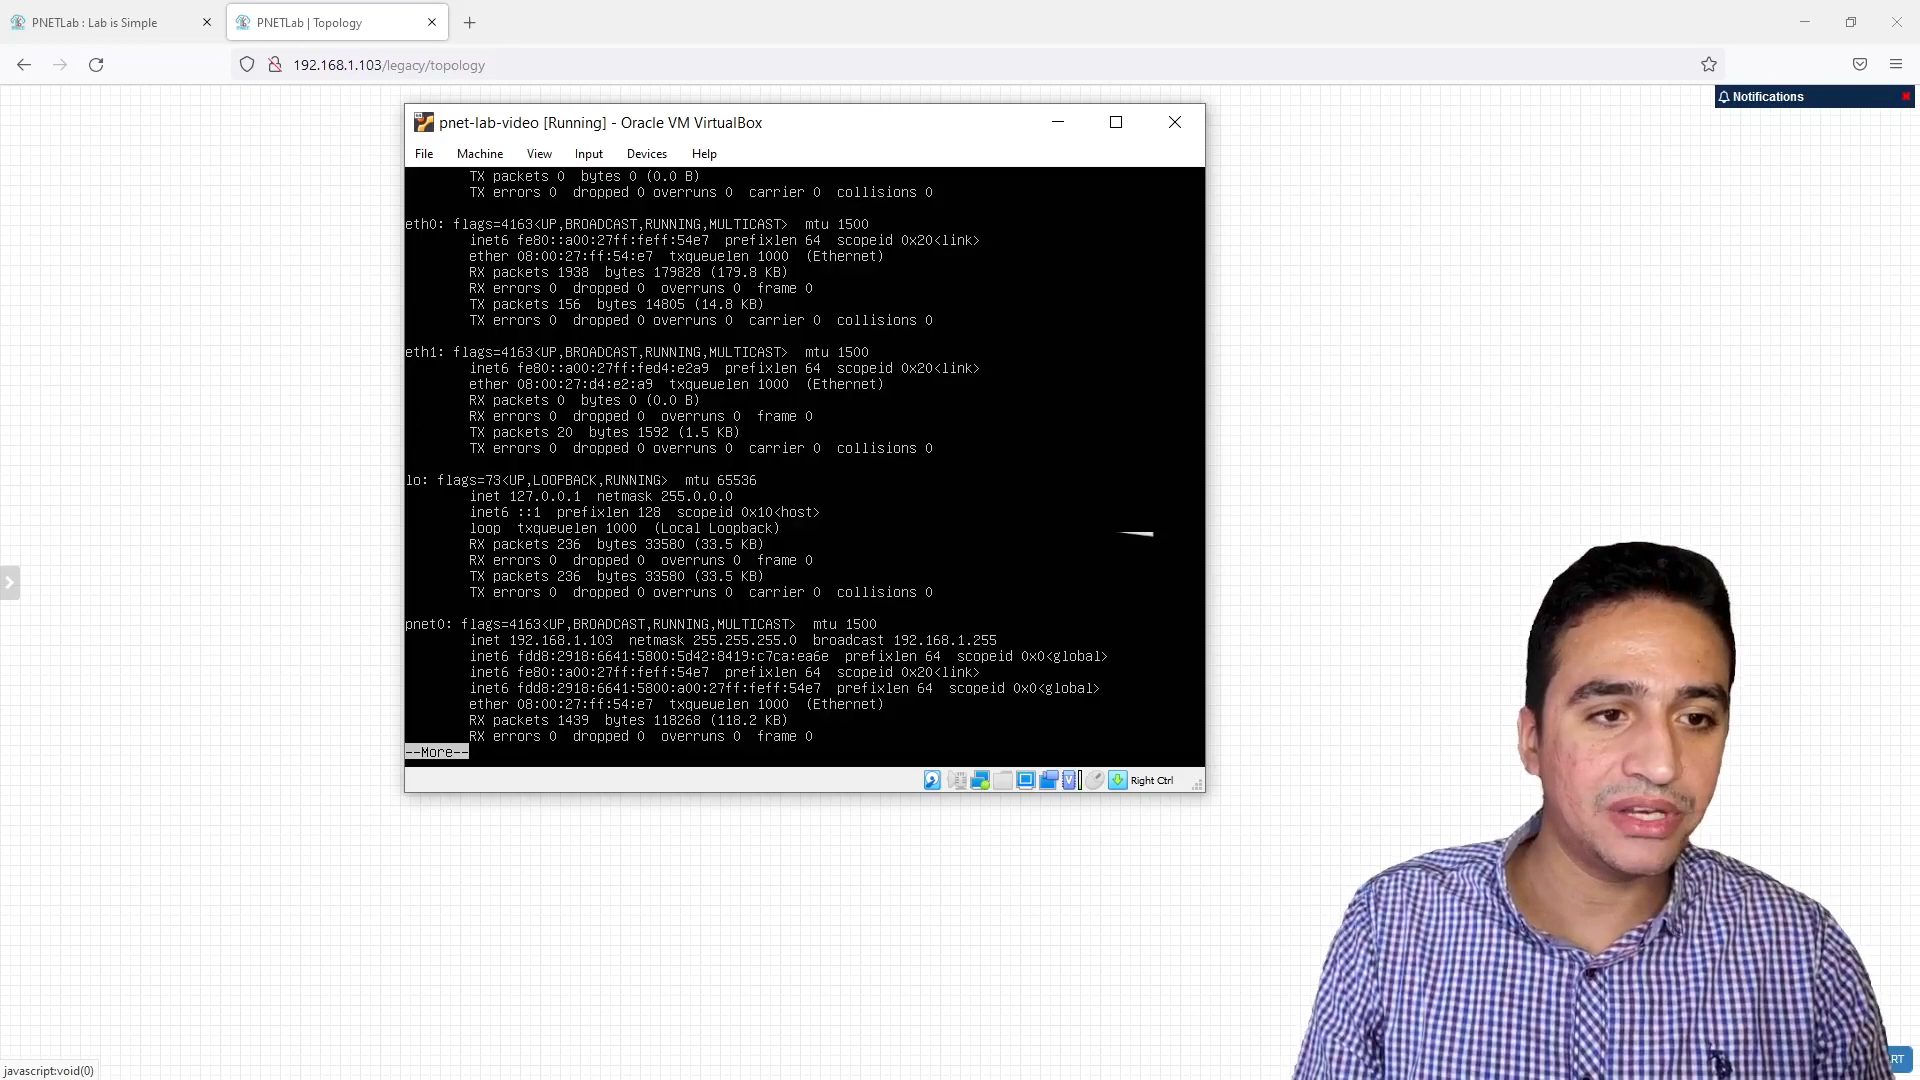 PNETLab : Lab is Simple
PNETLab | Topology
192.168.1.103/legacy/topology
Notifications
pnet-lab-video [Running] - Oracle VM VirtualBox
File Machine View Input Devices Help
TX packets 0 bytes 0 (0.0 B)
TX errors 0 dropped 0 overruns 0 carrier 0 collisions 0
eth0: flags=4163<UP,BROADCAST,RUNNING,MULTICAST> mtu 1500
inet6 fe80::a00:27ff:feff:54e7 prefixlen 64 scopeid 0x20<link>
ether 08:00:27:ff:54:e7 txqueuelen 1000 (Ethernet)
RX packets 1938 bytes 179828 (179.8 KB)
RX errors 0 dropped 0 overruns 0 frame 0
TX packets 156 bytes 14805 (14.8 KB)
TX errors 0 dropped 0 overruns 0 carrier 0 collisions 0
eth1: flags=4163<UP,BROADCAST,RUNNING,MULTICAST> mtu 1500
inet6 fe80::a00:27ff:fed4:e2a9 prefixlen 64 scopeid 0x20<link>
ether 08:00:27:d4:e2:a9 txqueuelen 1000 (Ethernet)
RX packets 0 bytes 0 (0.0 B)
RX errors 0 dropped 0 overruns 0 frame 0
TX packets 20 bytes 1592 (1.5 KB)
TX errors 0 dropped 0 overruns 0 carrier 0 collisions 0
lo: flags=73<UP,LOOPBACK,RUNNING> mtu 65536
inet 127.0.0.1 netmask 255.0.0.0
inet6 ::1 prefixlen 128 scopeid 0x10<host>
loop txqueuelen 1000 (Local Loopback)
RX packets 236 bytes 33580 (33.5 KB)
RX errors 0 dropped 0 overruns 0 frame 0
TX packets 236 bytes 33580 (33.5 KB)
TX errors 0 dropped 0 overruns 0 carrier 0 collisions 0
pnet0: flags=4163<UP,BROADCAST,RUNNING,MULTICAST> mtu 1500
inet 192.168.1.103 netmask 255.255.255.0 broadcast 192.168.1.255
inet6 fdd8:2918:6641:5800:5d42:8419:c7ca:ea6e prefixlen 64 scopeid 0x0<global>
inet6 fe80::a00:27ff:feff:54e7 prefixlen 64 scopeid 0x20<link>
inet6 fdd8:2918:6641:5800:a00:27ff:feff:54e7 prefixlen 64 scopeid 0x0<global>
ether 08:00:27:ff:54:e7 txqueuelen 1000 (Ethernet)
RX packets 1439 bytes 118268 (118.2 KB)
RX errors 0 dropped 0 overruns 0 frame 0
--More--
Right Ctrl
javascript:void(0)
RT